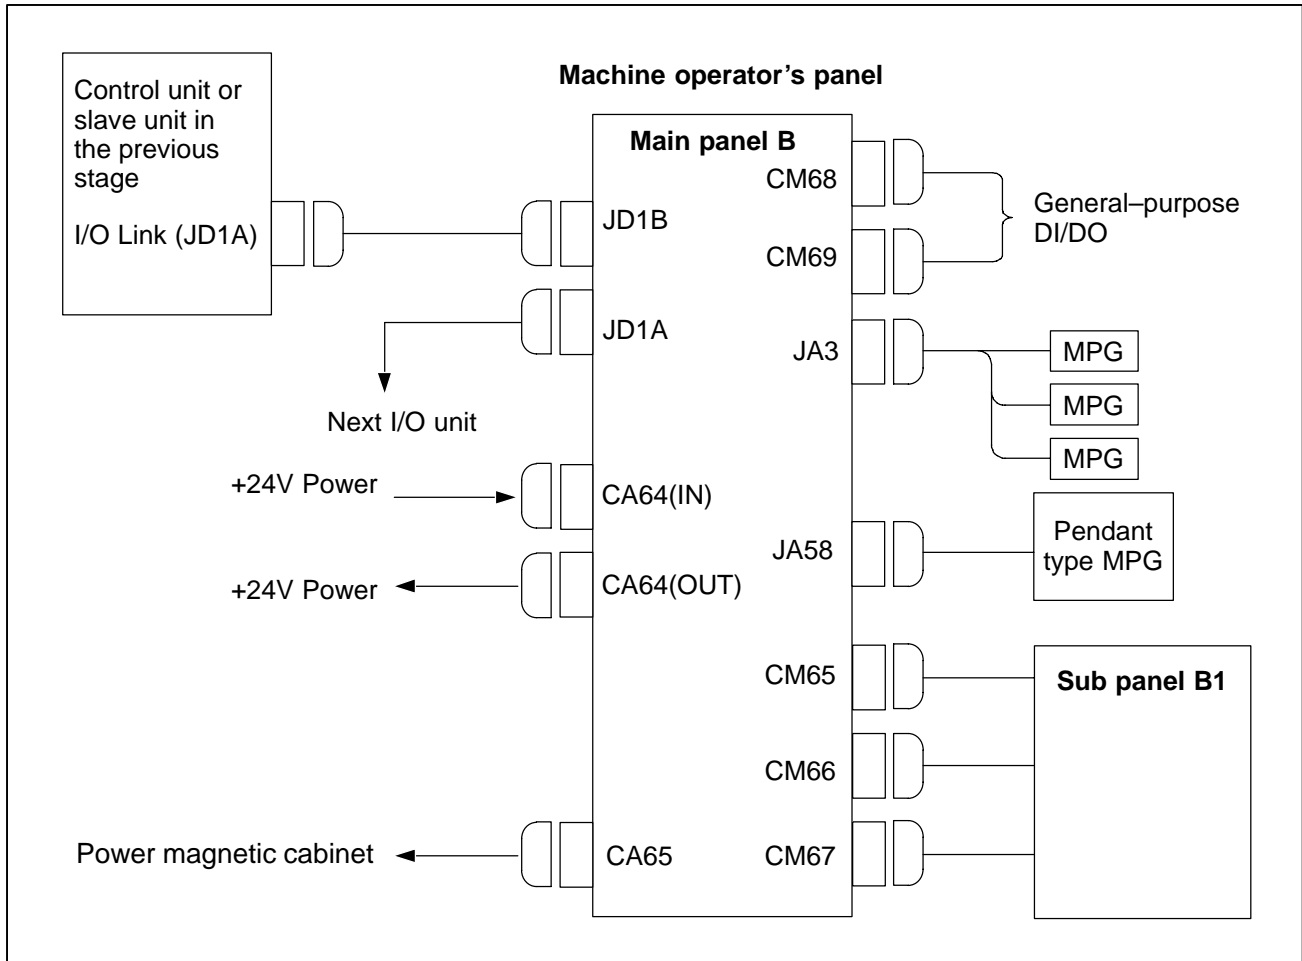 Machine operator's panel
Control unit or
slave unit in
the previous
stage
I/O Link (JD1A)
Main panel B
JD1B
JD1A
Next I/O unit
+24V Power
CA64(IN)
+24V Power
CA64(OUT)
Power magnetic cabinet
CA65
CM68
CM69
General–purpose
DI/DO
JA3
MPG
MPG
MPG
JA58
Pendant
type MPG
CM65
CM66
CM67
Sub panel B1